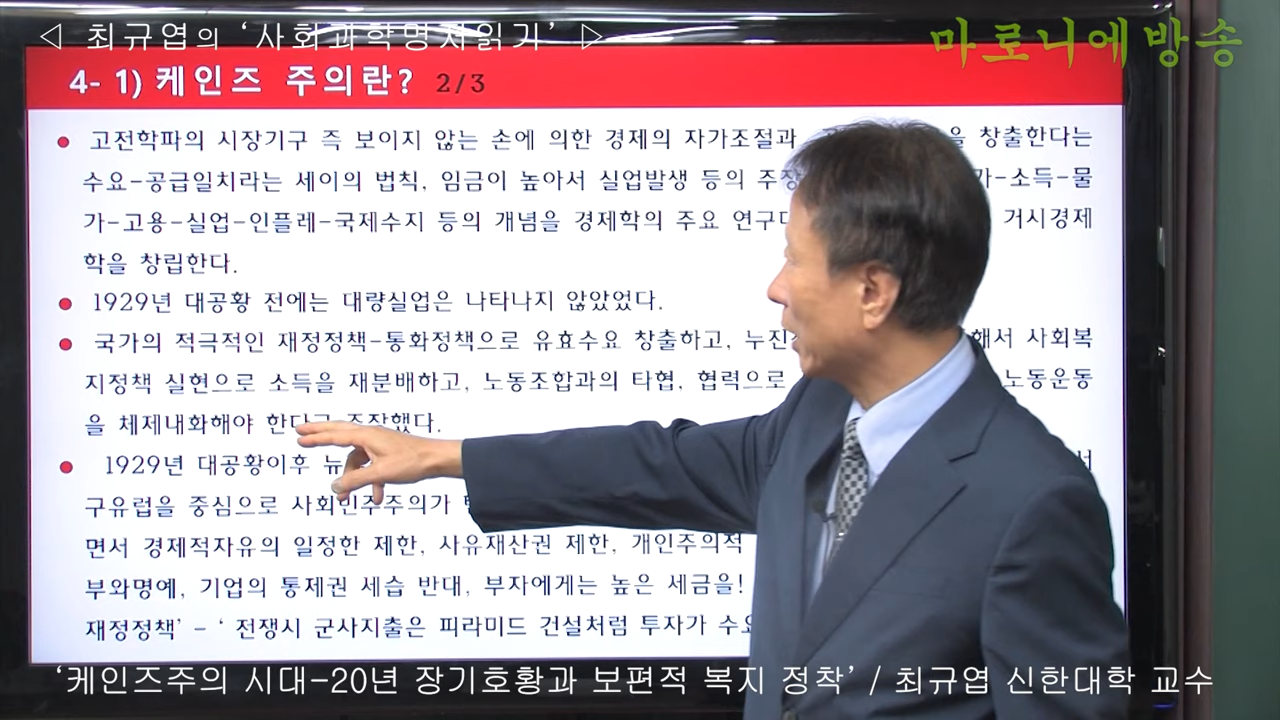 ◁ 최규엽의 ‘사회과학명저읽기’ ▷
마로니에방송
4- 1) 케인즈 주의란? 2/3
● 고전학파의 시장기구 즉 보이지 않는 손에 의한 경제의 자가조절과 을 창출한다는
수요-공급일치라는 세이의 법칙, 임금이 높아서 실업발생 등의 가-소득-물
가-고용-실업-인플레-국제수지 등의 개념을 경제학의 주요 거시경제
학을 창립한다.
● 1929년 대공황 전에는 대량실업은 나타나지 않았었다.
● 국가의 적극적인 재정정책-통화정책으로 유효수요 창출하고, 해서 사회복
지정책 실현으로 소득을 재분배하고, 노동조합과의 타협, 협력으로 노동운동
을 체제내화해야 한다고 주장했다.
● 1929년 대공황이후 서
구유럽을 중심으로 사회민주주의가
면서 경제적자유의 일정한 제한, 사유재산권 제한, 개인주의적
부와명예, 기업의 통제권 세습 반대, 부자에게는 높은 세금을!
재정정책’ - ‘ 전쟁시 군사지출은 피라미드 건설처럼 투자가
‘케인즈주의 시대-20년 장기호황과 보편적 복지 정착’ / 최규엽 신한대학 교수